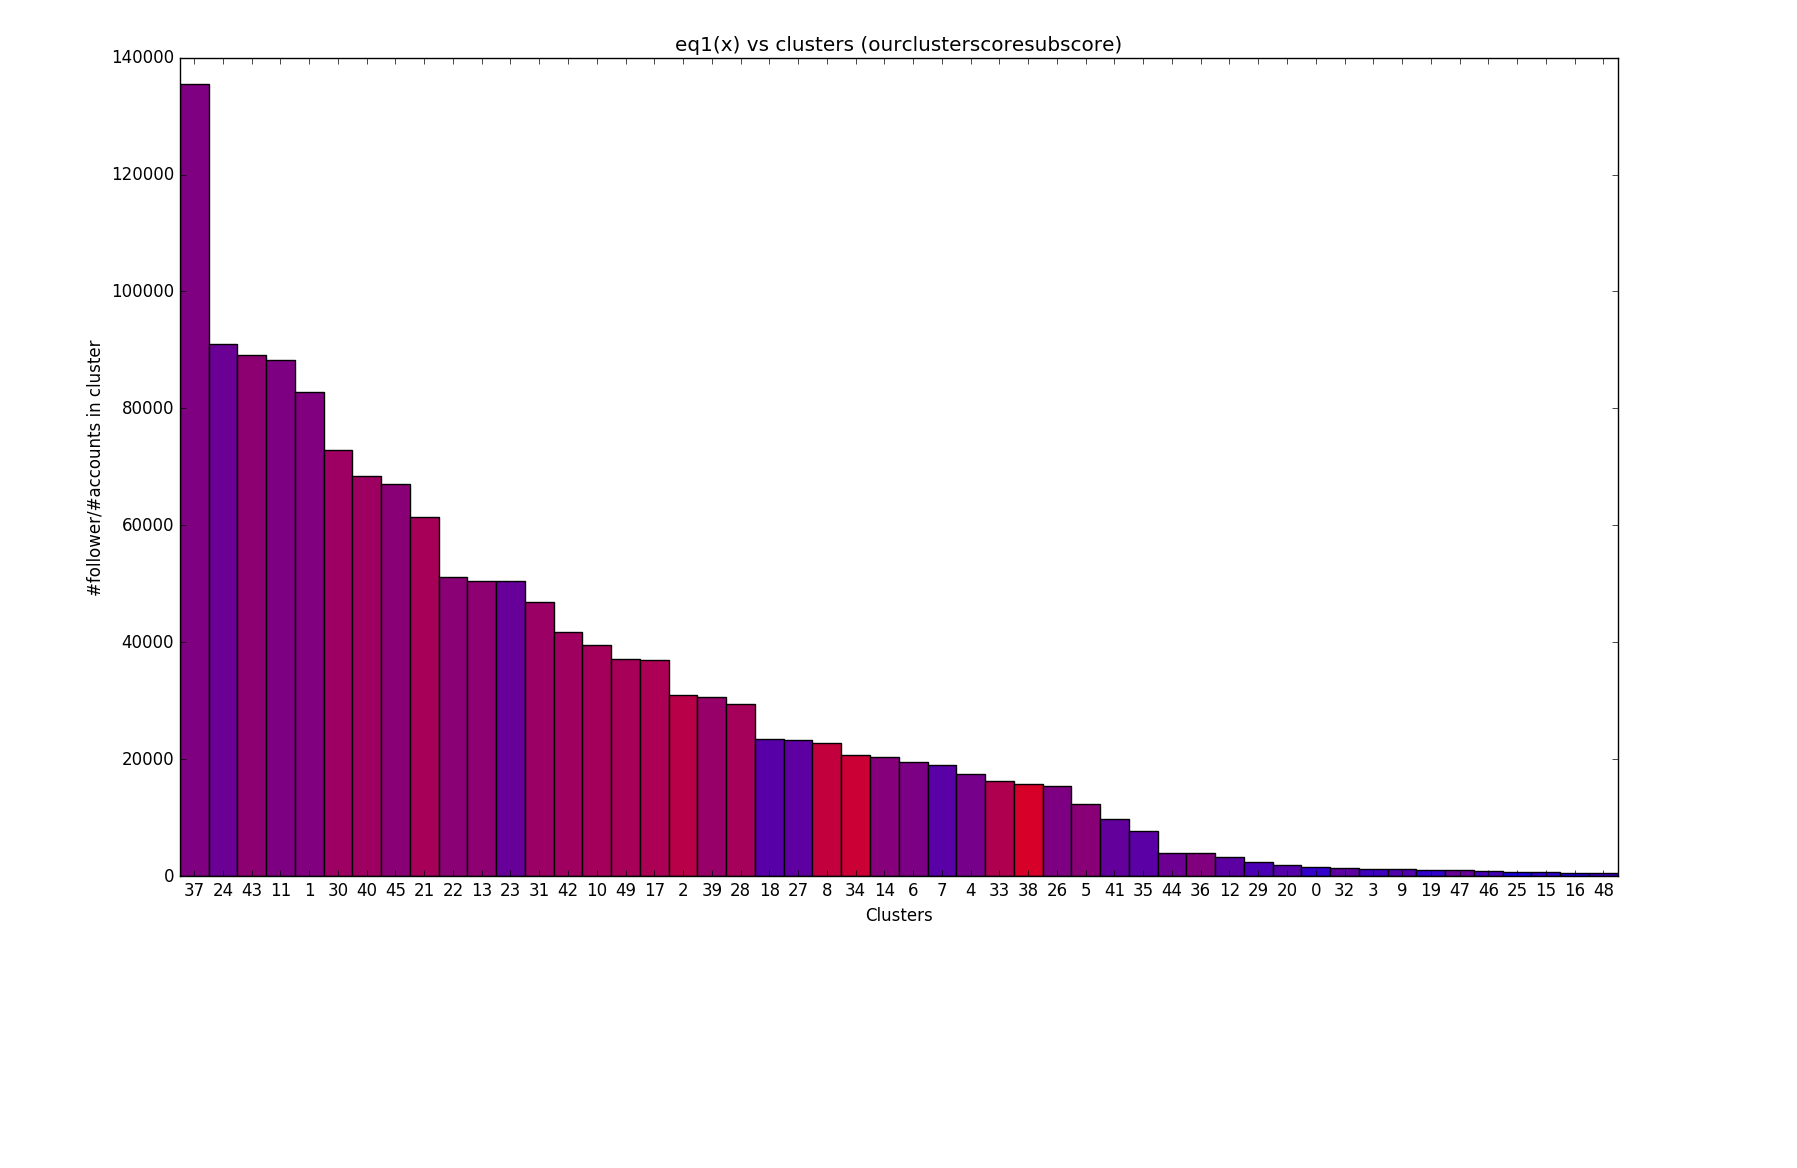 eq1(x) vs clusters (ourclusterscoresubscore)
140000
120000
100000
80000
60000
40000
20000
0
#follower/#accounts in cluster
37 24 43 11 1 30 40 45 21 22 13 23 31 42 10 49 17 2 39 28 18 27 8 34 14 6 7 4 33 38 26 5 41 35 44 36 12 29 20 0 32 3 9 19 47 46 25 15 16 48
Clusters